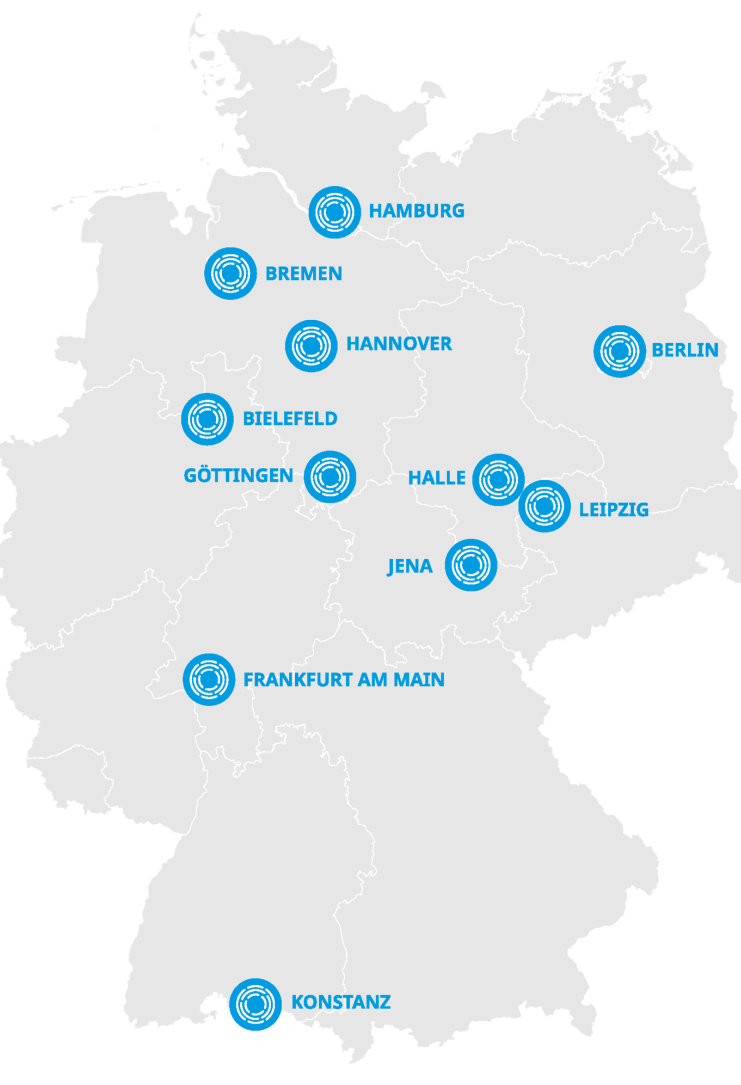 HAMBURG
BREMEN
HANNOVER
BERLIN
BIELEFELD
GÖTTINGEN
HALLE
LEIPZIG
JENA
FRANKFURT AM MAIN
KONSTANZ